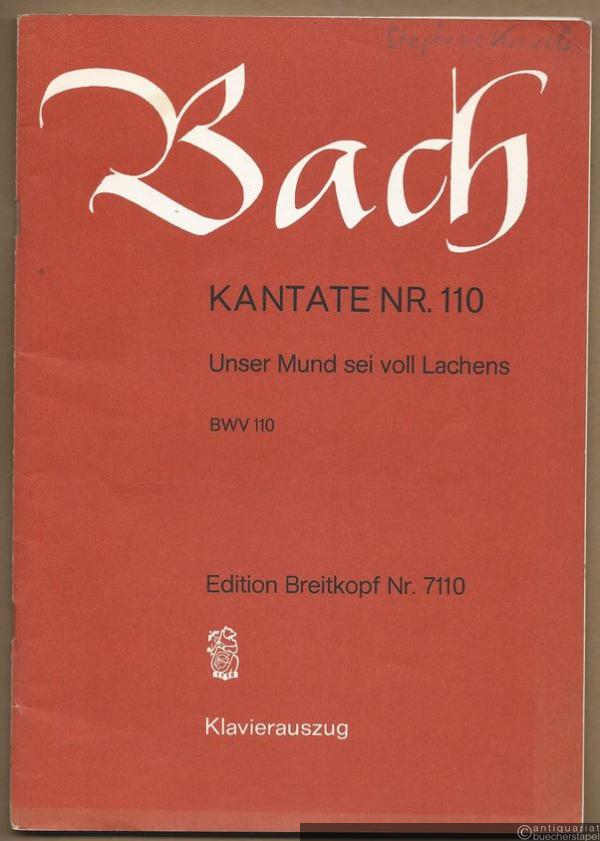 Bach
KANTATE NR. 110
Unser Mund sei voll Lachens
BWV 110
Edition Breitkopf Nr. 7110
Klavierauszug
©antiquariat
buecherstapel